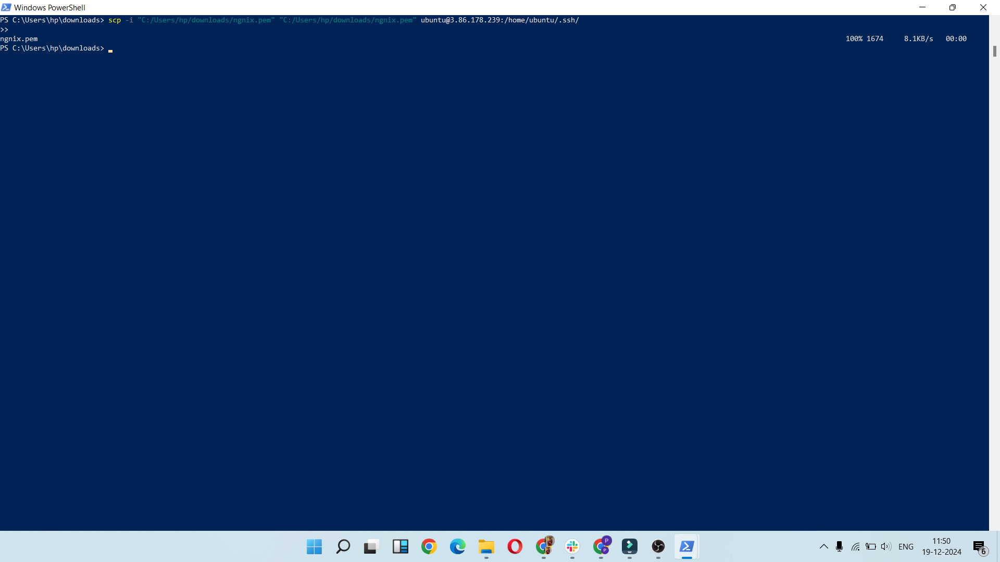 Windows PowerShell
PS C:\Users\hp\downloads> scp -i "C:/Users/hp/downloads/ngnix.pem" "C:/Users/hp/downloads/ngnix.pem" ubuntu@3.86.178.239:/home/ubuntu/.ssh/
>>
ngnix.pem 100% 1674 8.1KB/s 00:00
PS C:\Users\hp\downloads>
P
P
ENG
11:50
19-12-2024
6